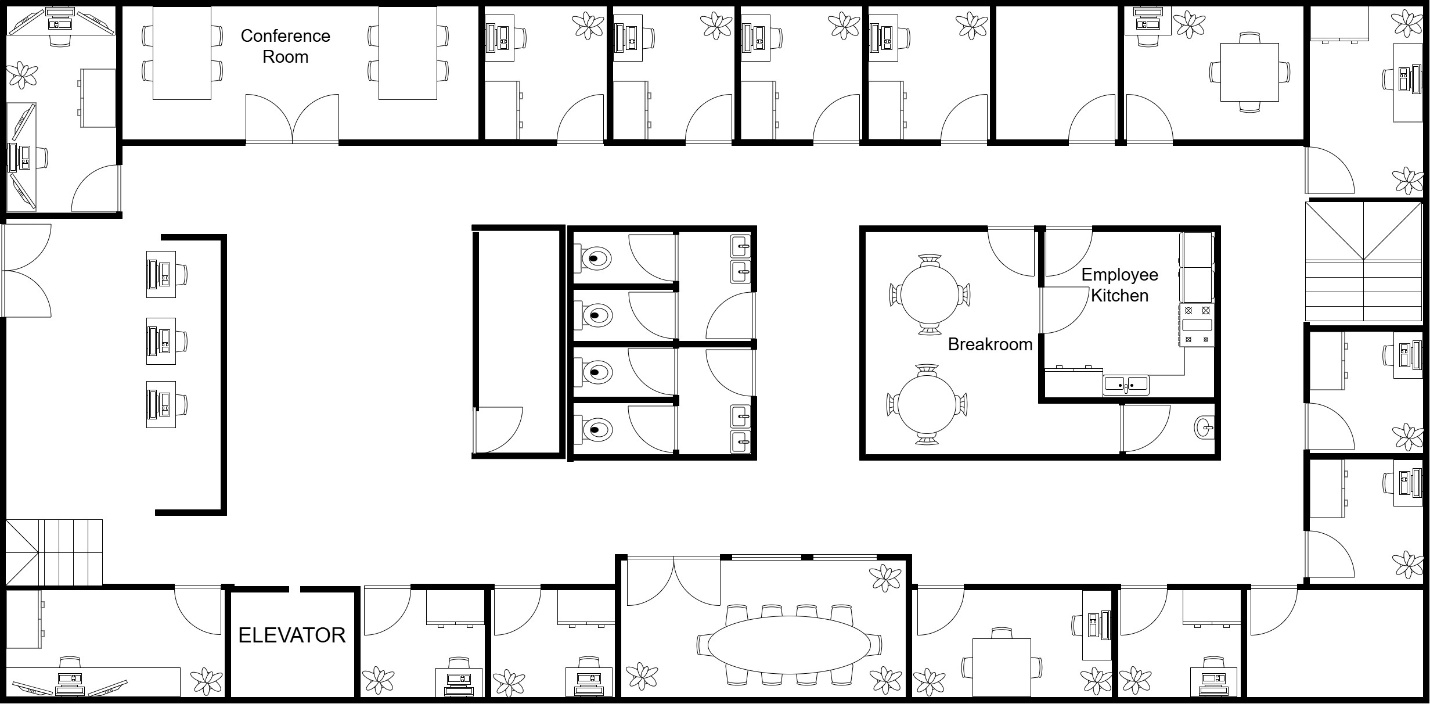 Conference
Room
Employee
Kitchen
Breakroom
ELEVATOR